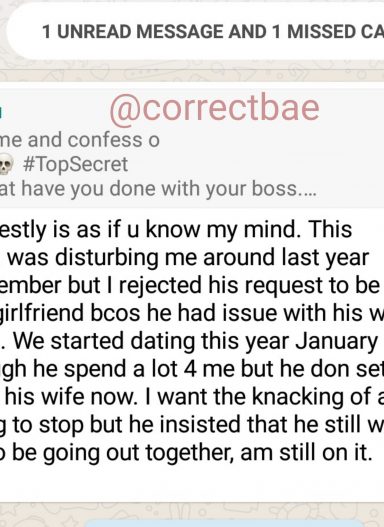 1 UNREAD MESSAGE AND 1 MISSED CA
@correctbae
me and confess o
#TopSecret
at have you done with your boss....
estly is as if u know my mind. This
was disturbing me around last year
ember but I rejected his request to be
girlfriend bcos he had issue with his w
. We started dating this year January
gh he spend a lot 4 me but he don set
his wife now. I want the knacking of a
g to stop but he insisted that he still w
o be going out together, am still on it.